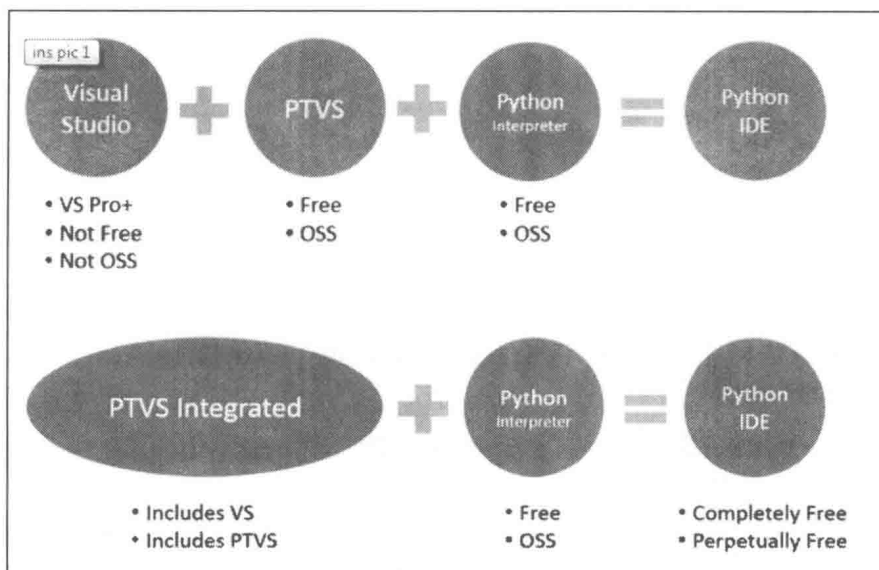 ins pic 1
Visual
Studio
PTVS
Python
Interpreter
Python
IDE
• VS Pro+
• Not Free
• Not OSS
• Free
• OSS
• Free
• OSS
PTVS Integrated
Python
Interpreter
Python
IDE
• Includes VS
• Includes PTVS
• Free
• OSS
• Completely Free
• Perpetually Free